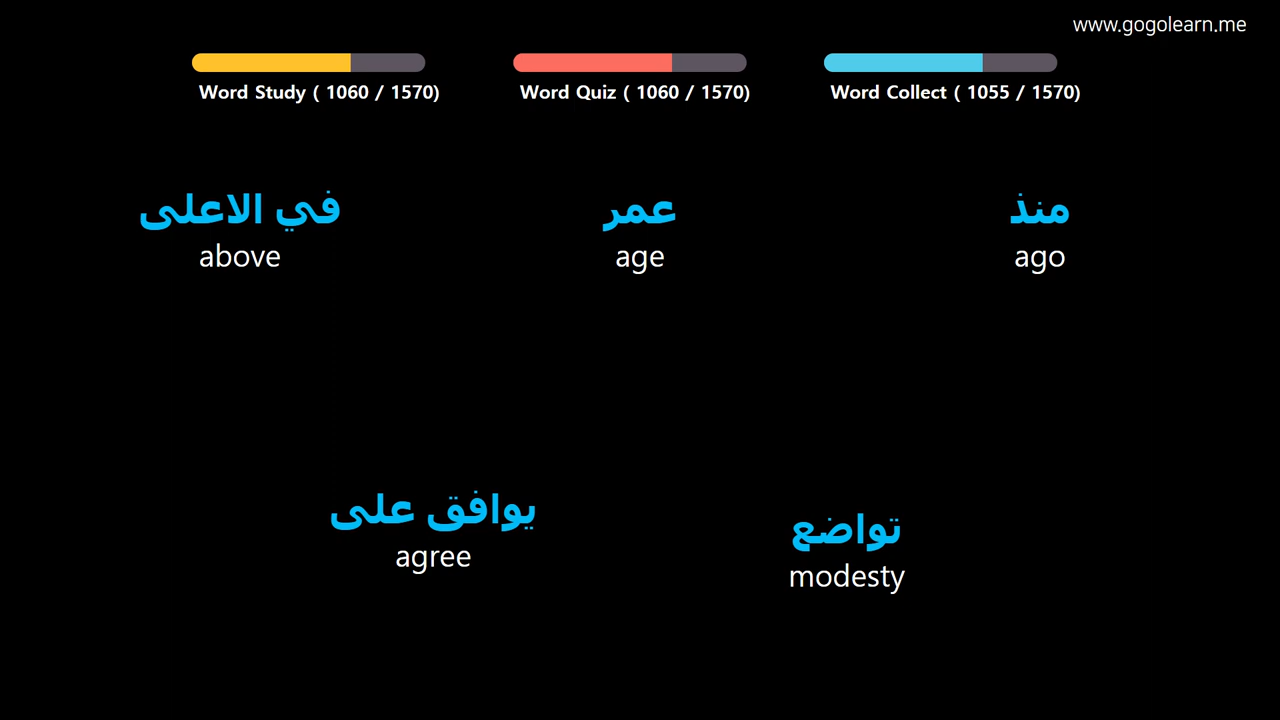 www.gogolearn.me
Word Study ( 1060 / 1570)
Word Quiz ( 1060 / 1570)
Word Collect ( 1055 / 1570)
في الاعلى
above
عمر
age
منذ
ago
يوافق على
agree
تواضع
modesty